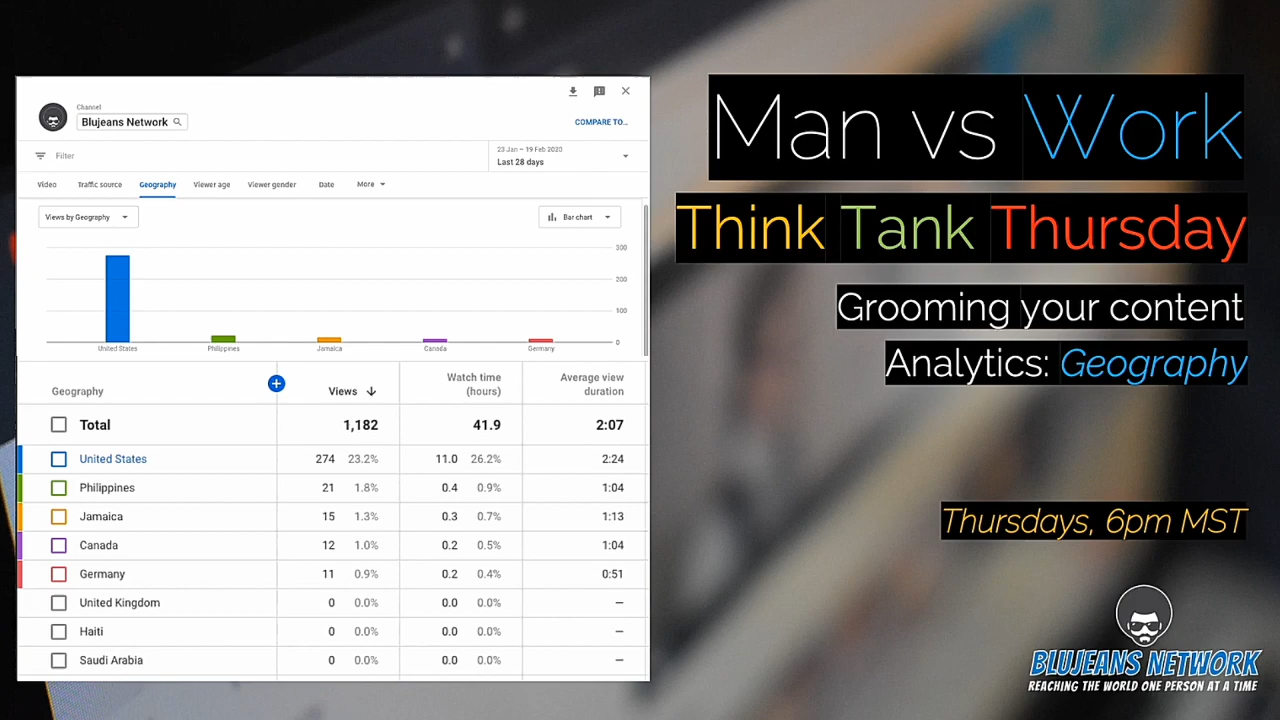 Channel
Blujeans Network
COMPARE TO...
Filter
23 Jan – 19 Feb 2020
Last 28 days
Video Traffic source Geography Viewer age Viewer gender Date More
Views by Geography
Bar chart
300
200
100
0
United States Philippines Jamaica Canada Germany
Geography Views Watch time (hours) Average view duration
Total 1,182 41.9 2:07
United States 274 23.2% 11.0 26.2% 2:24
Philippines 21 1.8% 0.4 0.9% 1:04
Jamaica 15 1.3% 0.3 0.7% 1:13
Canada 12 1.0% 0.2 0.5% 1:04
Germany 11 0.9% 0.2 0.4% 0:51
United Kingdom 0 0.0% 0.0 0.0% –
Haiti 0 0.0% 0.0 0.0% –
Saudi Arabia 0 0.0% 0.0 0.0% –
Man vs Work
Think Tank Thursday
Grooming your content
Analytics: Geography
Thursdays, 6pm MST
BLUJEANS NETWORK
REACHING THE WORLD ONE PERSON AT A TIME